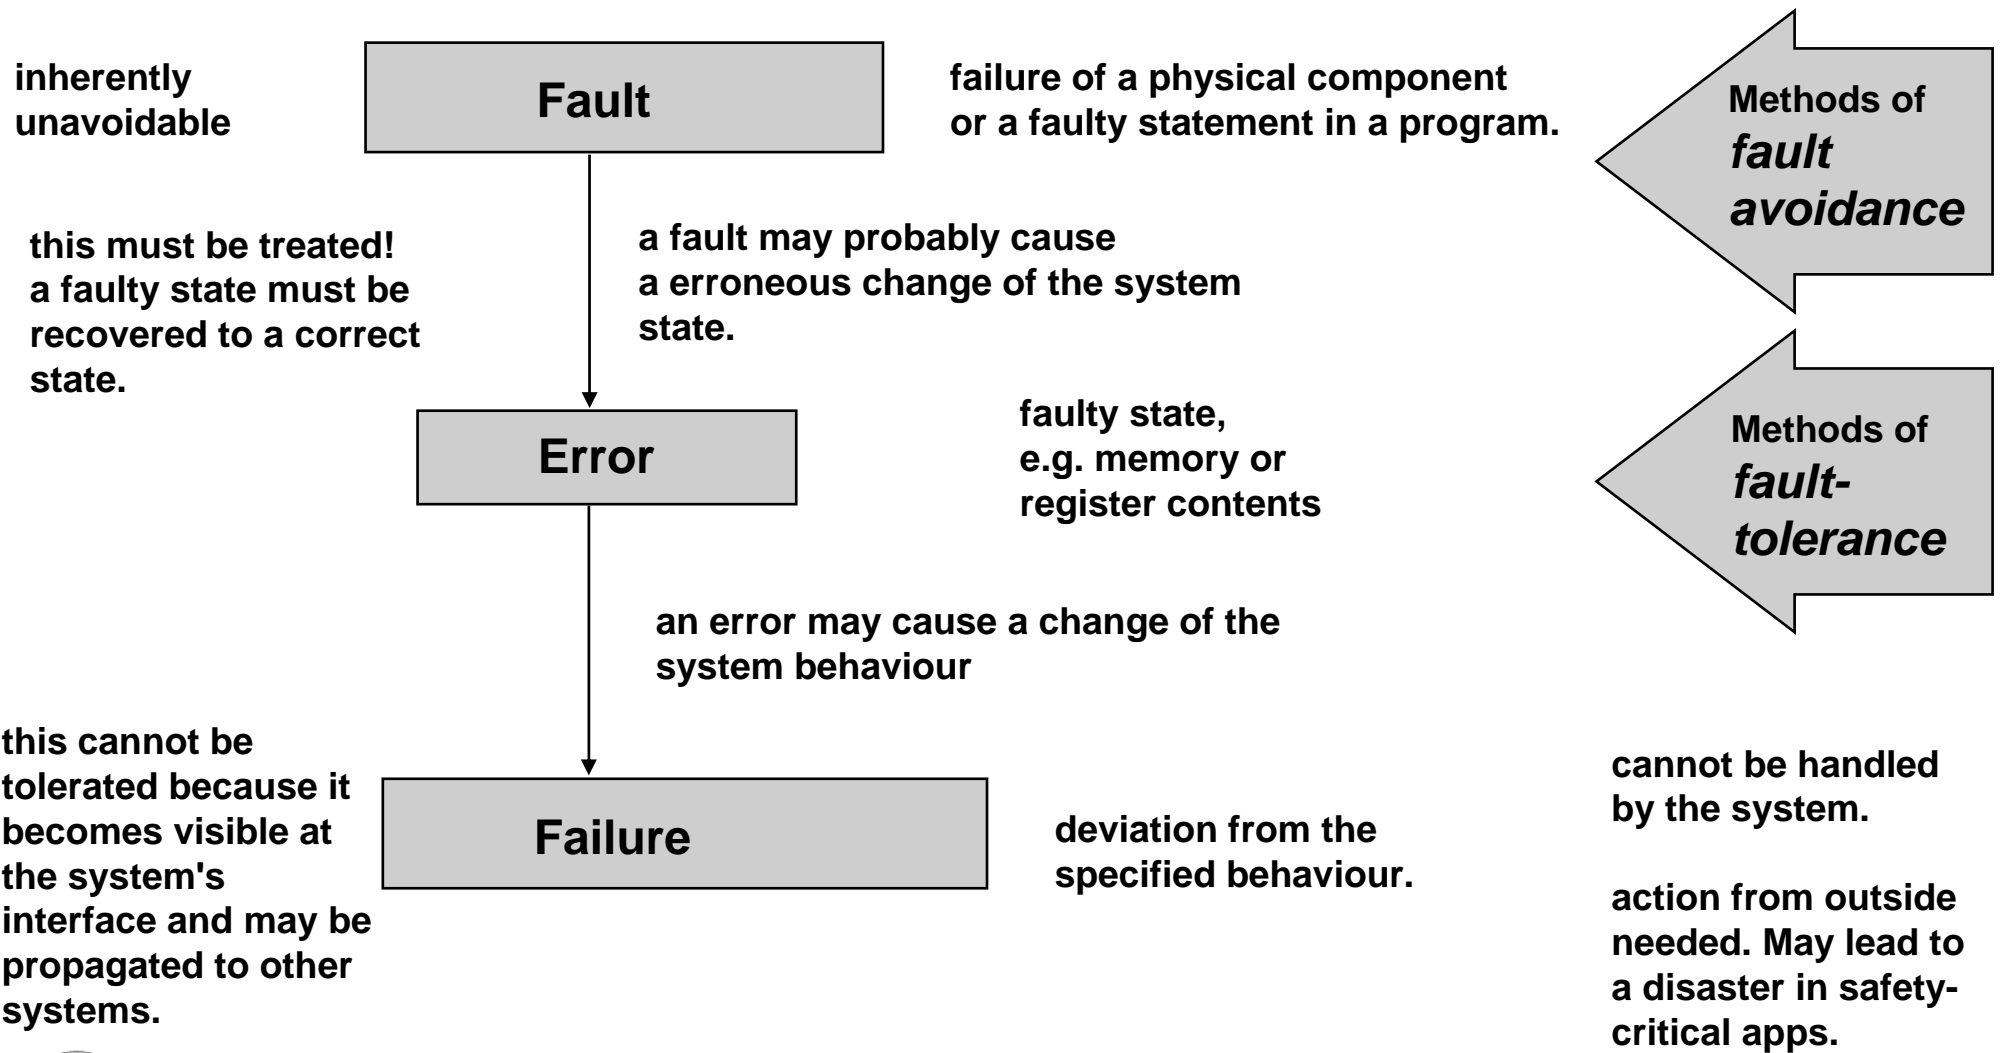 inherently
unavoidable
Fault
failure of a physical component
or a faulty statement in a program.
Methods of
fault
avoidance
this must be treated!
a faulty state must be
recovered to a correct
state.
a fault may probably cause
a erroneous change of the system
state.
Error
faulty state,
e.g. memory or
register contents
Methods of
fault-
tolerance
an error may cause a change of the
system behaviour
this cannot be
tolerated because it
becomes visible at
the system's
interface and may be
propagated to other
systems.
Failure
deviation from the
specified behaviour.
cannot be handled
by the system.
action from outside
needed. May lead to
a disaster in safety-
critical apps.